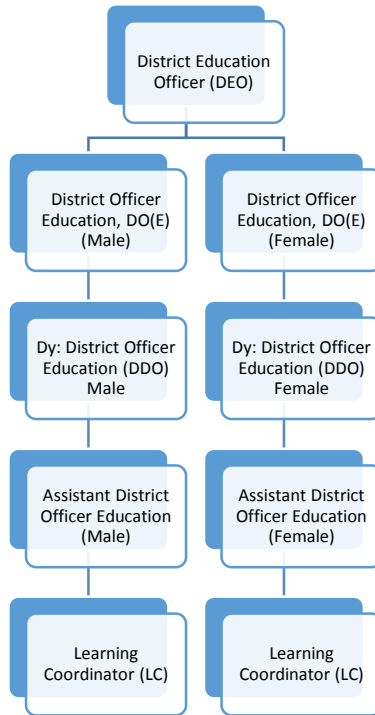 District Education
Officer (DEO)
District Officer
Education, DO(E)
(Male)
District Officer
Education, DO(E)
(Female)
Dy: District Officer
Education (DDO)
Male
Dy: District Officer
Education (DDO)
Female
Assistant District
Officer Education
(Male)
Assistant District
Officer Education
(Female)
Learning
Coordinator (LC)
Learning
Coordinator (LC)